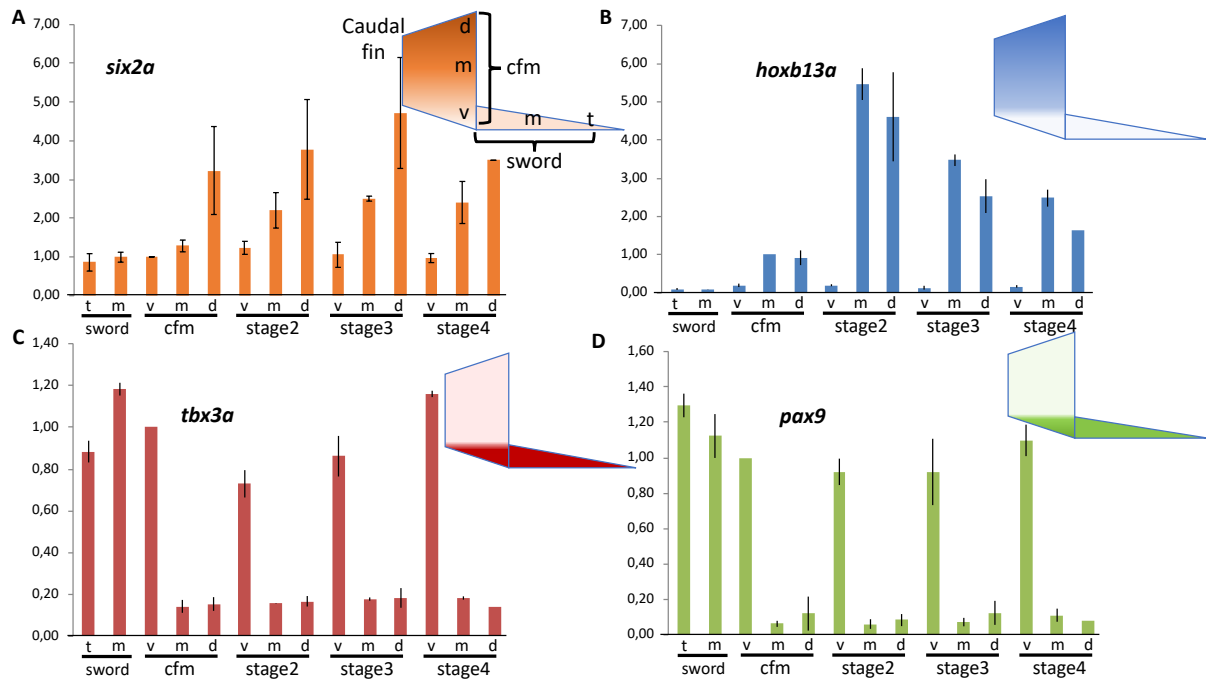 A
7,00
6,00
5,00
4,00
3,00
2,00
1,00
0,00
six2a
Caudal
fin
d
m
v
cfm
m
t
sword
t m v m d v m d v m d v m d
sword cfm stage2 stage3 stage4
B
7,00
6,00
5,00
4,00
3,00
2,00
1,00
0,00
hoxb13a
t m v m d v m d v m d v m d
sword cfm stage2 stage3 stage4
C
1,40
1,20
1,00
0,80
0,60
0,40
0,20
0,00
tbx3a
t m v m d v m d v m d v m d
sword cfm stage2 stage3 stage4
D
1,60
1,40
1,20
1,00
0,80
0,60
0,40
0,20
0,00
pax9
t m v m d v m d v m d v m d
sword cfm stage2 stage3 stage4